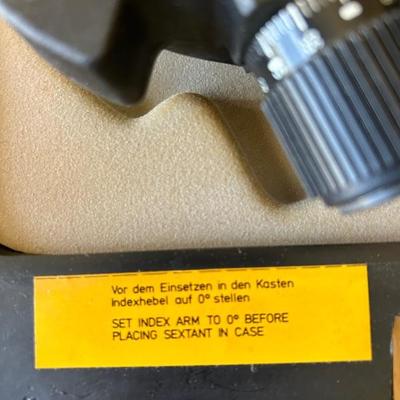 Vor dem Einsetzen in den Kasten
Indexhebel auf 0° stellen
SET INDEX ARM TO 0° BEFORE
PLACING SEXTANT IN CASE